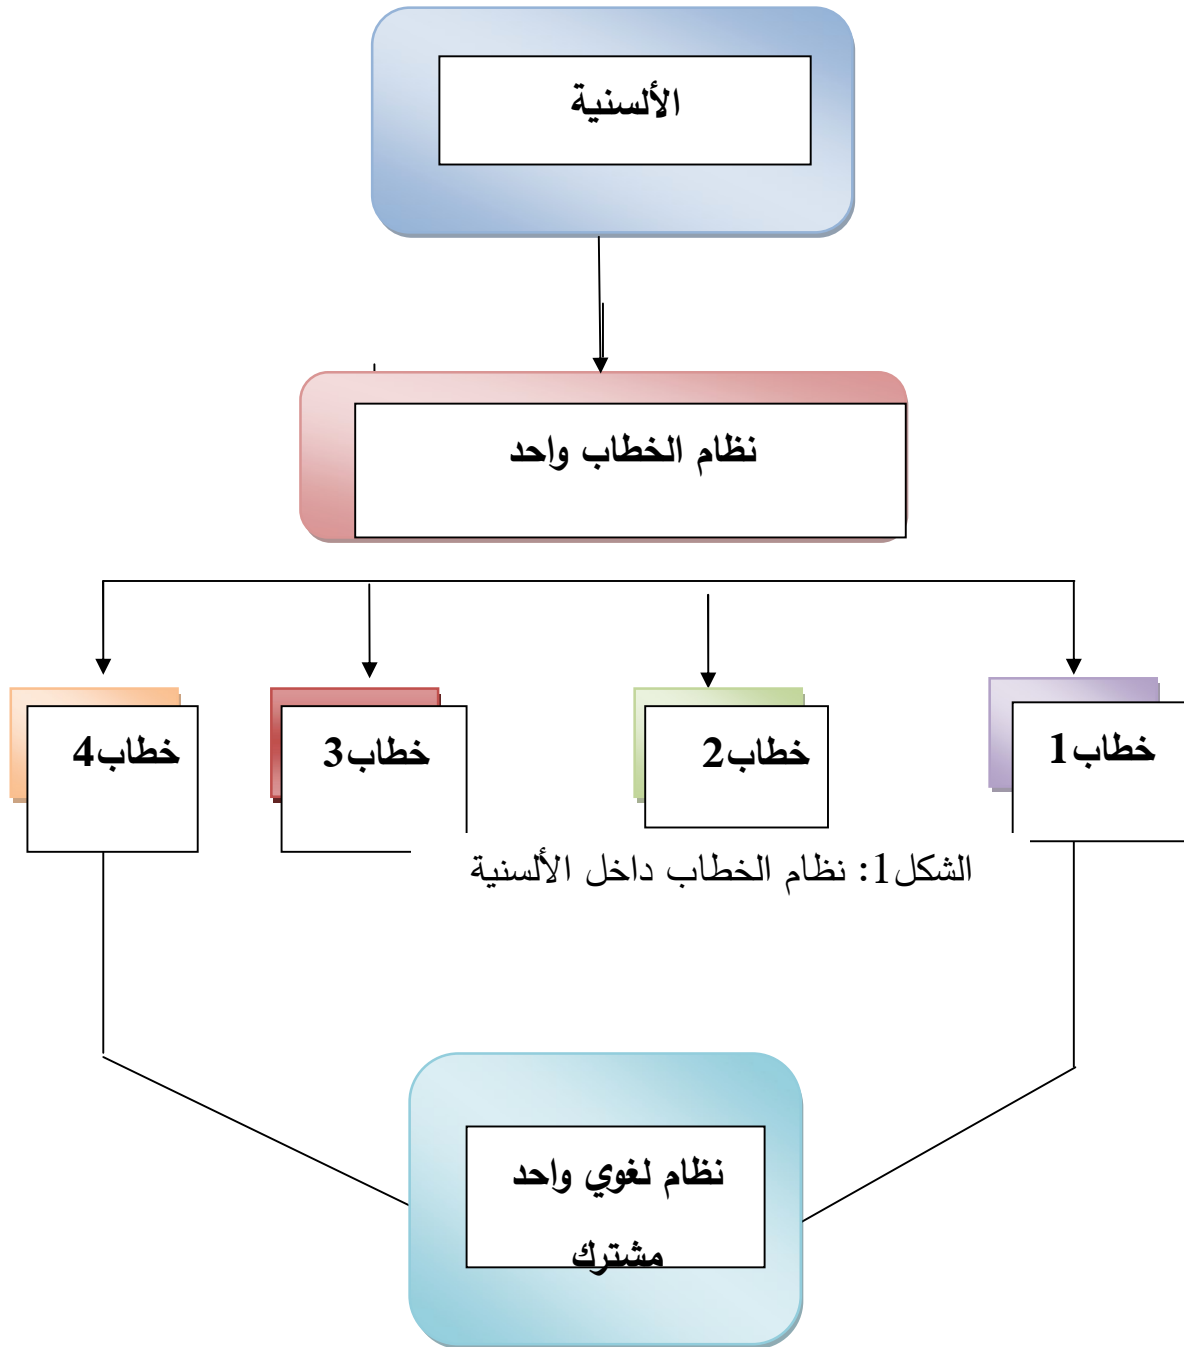 الألسنية
نظام الخطاب واحد
خطاب1
خطاب2
خطاب3
خطاب4
الشكل1: نظام الخطاب داخل الألسنية
نظام لغوي واحد
مشترك